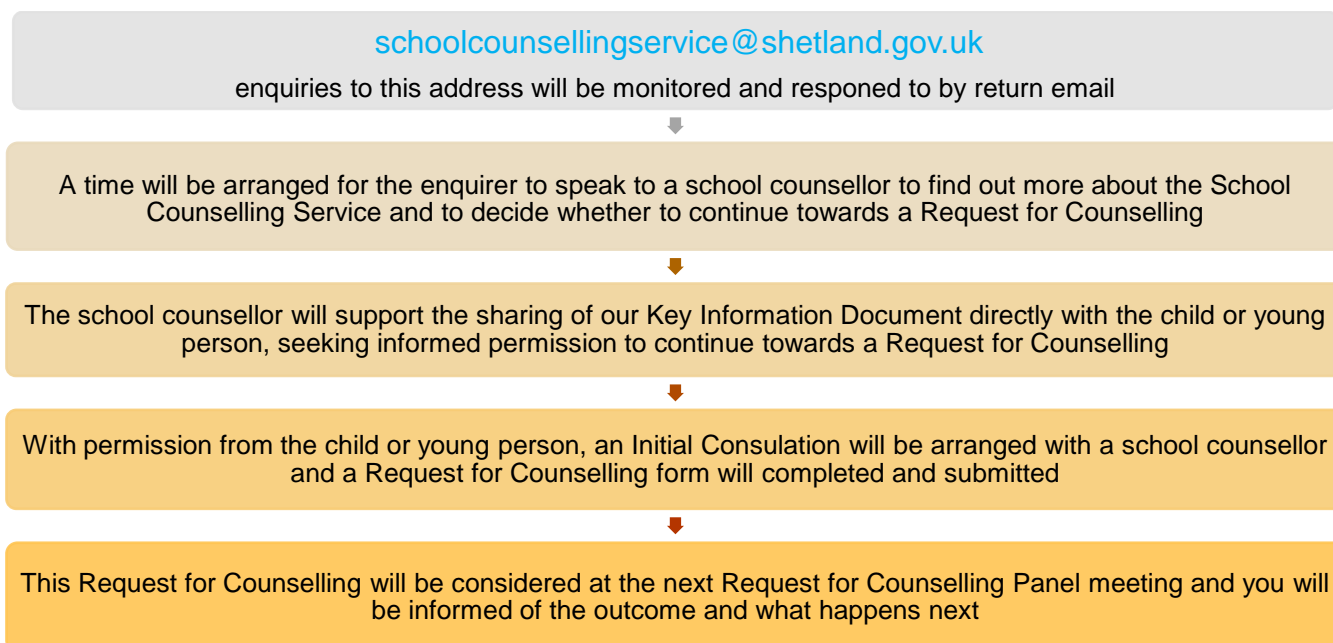 schoolcounsellingservice@shetland.gov.uk
enquiries to this address will be monitored and responed to by return email
A time will be arranged for the enquirer to speak to a school counsellor to find out more about the School
Counselling Service and to decide whether to continue towards a Request for Counselling
The school counsellor will support the sharing of our Key Information Document directly with the child or young
person, seeking informed permission to continue towards a Request for Counselling
With permission from the child or young person, an Initial Consulation will be arranged with a school counsellor
and a Request for Counselling form will completed and submitted
This Request for Counselling will be considered at the next Request for Counselling Panel meeting and you will
be informed of the outcome and what happens next